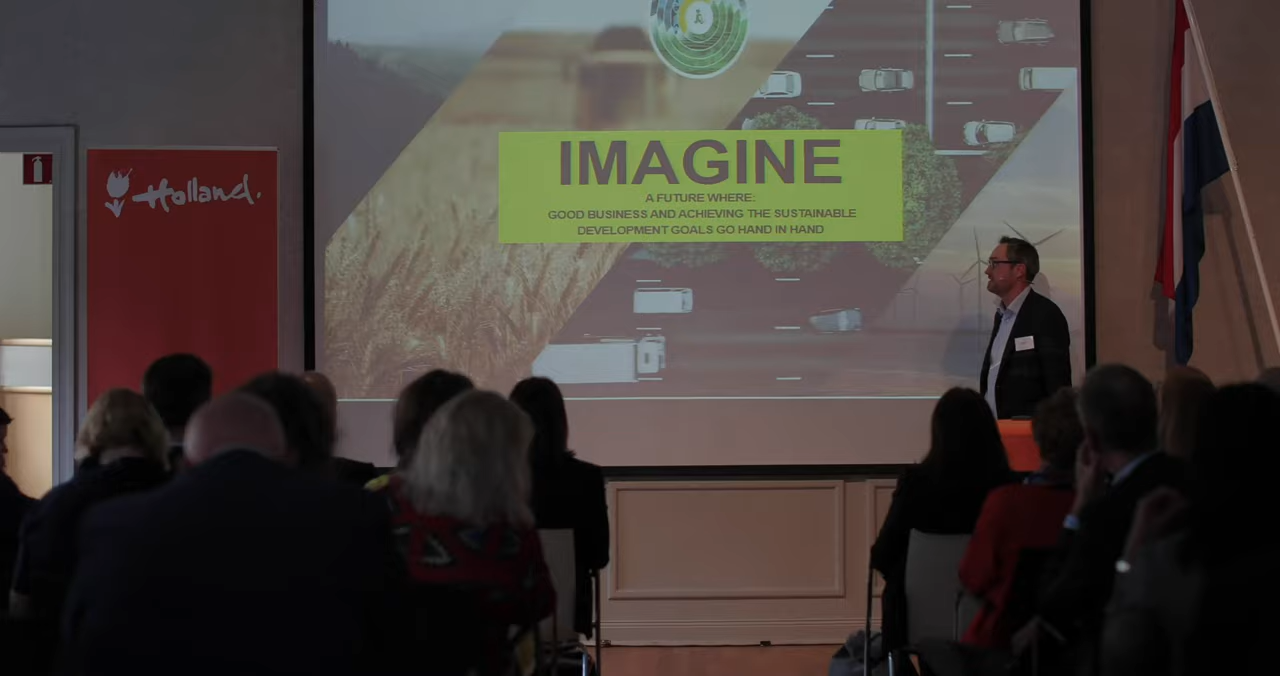 Holland.
IMAGINE
A FUTURE WHERE:
GOOD BUSINESS AND ACHIEVING THE SUSTAINABLE
DEVELOPMENT GOALS GO HAND IN HAND